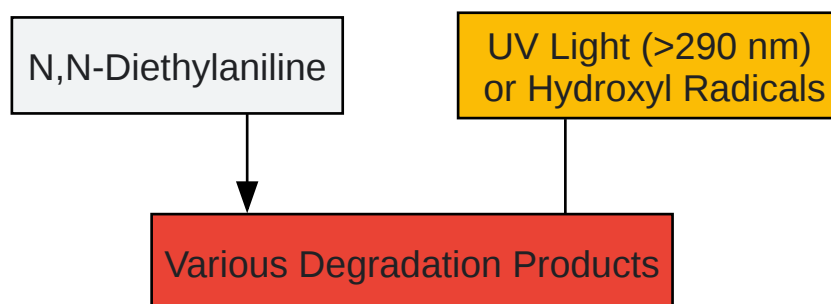 N,N-Diethylaniline
UV Light (>290 nm)
or Hydroxyl Radicals
Various Degradation Products